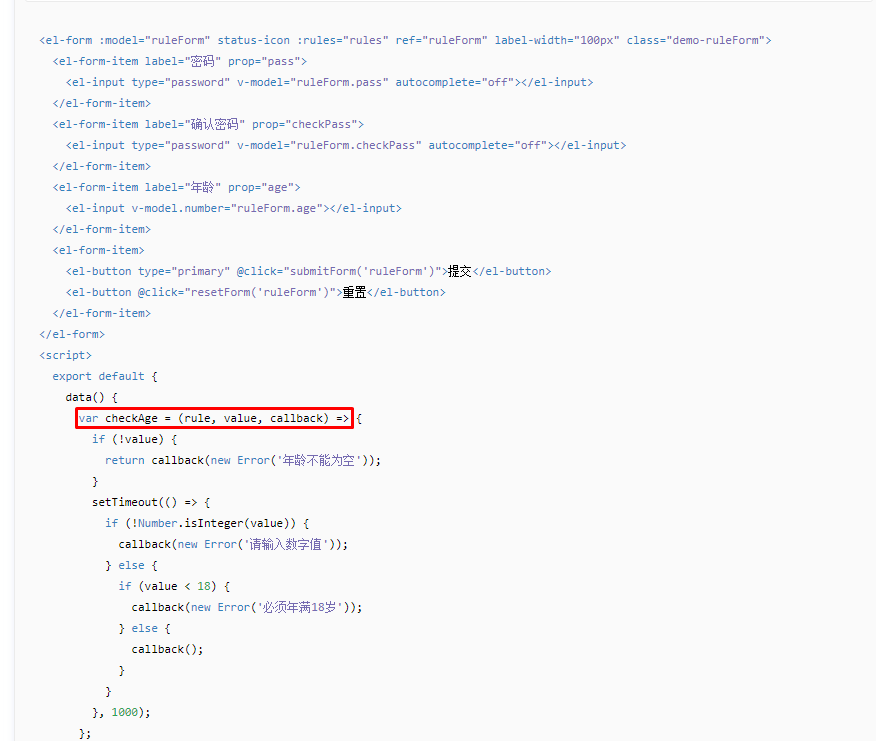 <el-form :model="ruleForm" status-icon :rules="rules" ref="ruleForm" label-width="100px" class="demo-ruleForm">
<el-form-item label="密码" prop="pass">
<el-input type="password" v-model="ruleForm.pass" autocomplete="off"></el-input>
</el-form-item>
<el-form-item label="确认密码" prop="checkPass">
<el-input type="password" v-model="ruleForm.checkPass" autocomplete="off"></el-input>
</el-form-item>
<el-form-item label="年龄" prop="age">
<el-input v-model.number="ruleForm.age"></el-input>
</el-form-item>
<el-form-item>
<el-button type="primary" @click="submitForm('ruleForm')">提交</el-button>
<el-button @click="resetForm('ruleForm')">重置</el-button>
</el-form-item>
</el-form>
<script>
export default {
data() {
var checkAge = (rule, value, callback) => {
if (!value) {
return callback(new Error('年龄不能为空'));
}
setTimeout(() => {
if (!Number.isInteger(value)) {
callback(new Error('请输入数字值'));
} else {
if (value < 18) {
callback(new Error('必须年满18岁'));
} else {
callback();
}
}
}, 1000);
};